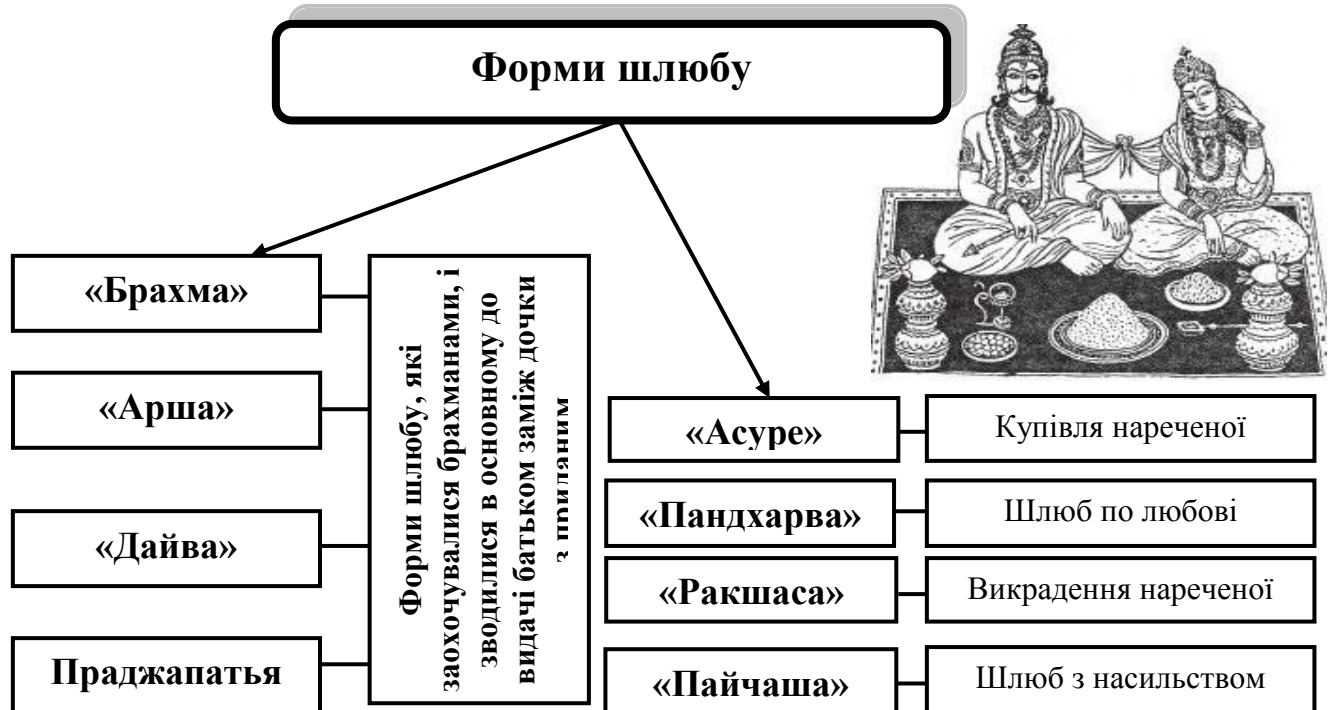 Форми шлюбу
«Брахма»
«Арша»
«Дайва»
Праджапатья
Форми шлюбу, які
заохочувалися брахманами, і
зводилися в основному до
видачі батьком заміж дочки
з приданим
«Асуре»
Купівля нареченої
«Пандхарва»
Шлюб по любові
«Ракшаса»
Викрадення нареченої
«Пайчаша»
Шлюб з насильством